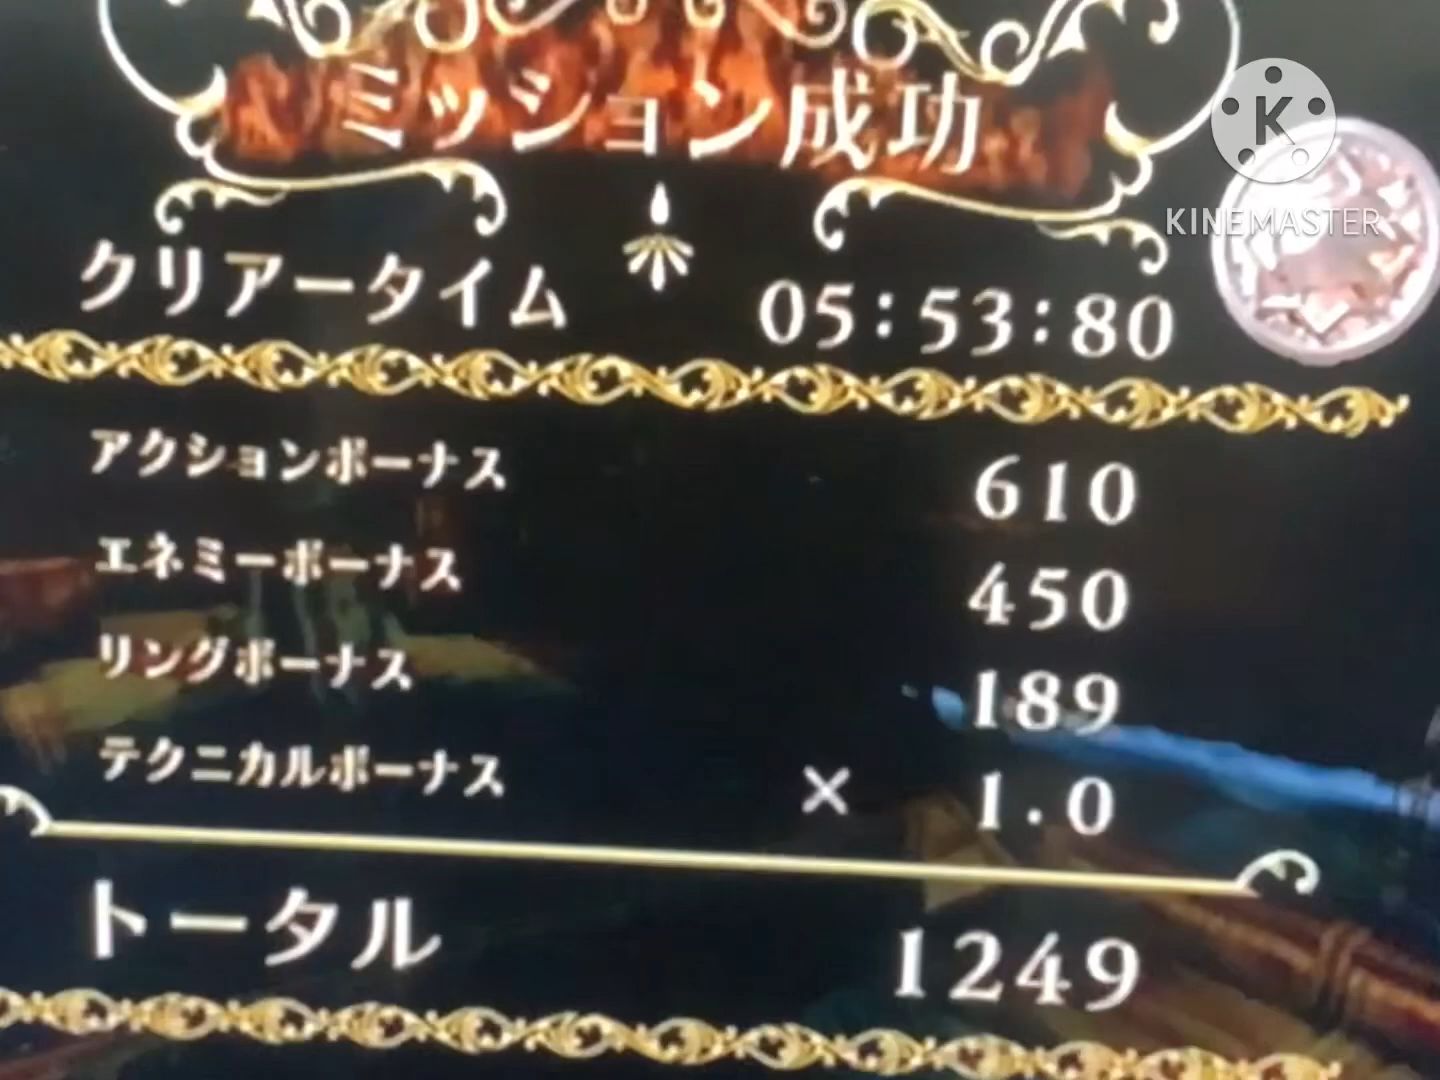 ミッション成功
K
KINEMASTER
クリアータイム 05:53:80
アクションボーナス 610
エネミーボーナス 450
リングボーナス 189
テクニカルボーナス × 1.0
トータル 1249